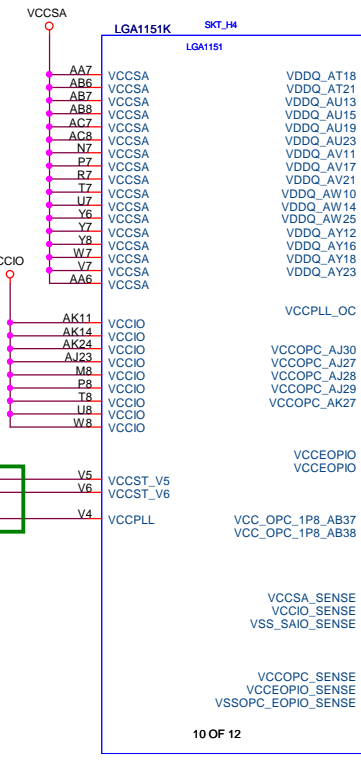 VCCSA
LGA1151K SKT_H4
LGA1151
AA7 VCCSA VDDQ_AT18
AB6 VCCSA VDDQ_AT21
AB7 VCCSA VDDQ_AU13
AB8 VCCSA VDDQ_AU15
AC7 VCCSA VDDQ_AU19
AC8 VCCSA VDDQ_AU23
N7 VCCSA VDDQ_AV11
P7 VCCSA VDDQ_AV17
R7 VCCSA VDDQ_AV21
T7 VCCSA VDDQ_AW10
U7 VCCSA VDDQ_AW14
Y6 VCCSA VDDQ_AW25
Y7 VCCSA VDDQ_AY12
Y8 VCCSA VDDQ_AY16
W7 VCCSA VDDQ_AY18
V7 VCCSA VDDQ_AY23
AA6 VCCSA
CCIO
VCCPLL_OC
AK11 VCCIO
AK14 VCCIO
AK24 VCCIO VCCOPC_AJ30
AJ23 VCCIO VCCOPC_AJ27
M8 VCCIO VCCOPC_AJ28
P8 VCCIO VCCOPC_AJ29
T8 VCCIO VCCOPC_AK27
U8 VCCIO
W8 VCCIO
VCCEOPIO
VCCEOPIO
V5 VCCST_V5
V6 VCCST_V6
V4 VCCPLL VCC_OPC_1P8_AB37
VCC_OPC_1P8_AB38
VCCSA_SENSE
VCCIO_SENSE
VSS_SAIO_SENSE
VCCOPC_SENSE
VCCEOPIO_SENSE
VSSOPC_EOPIO_SENSE
10 OF 12